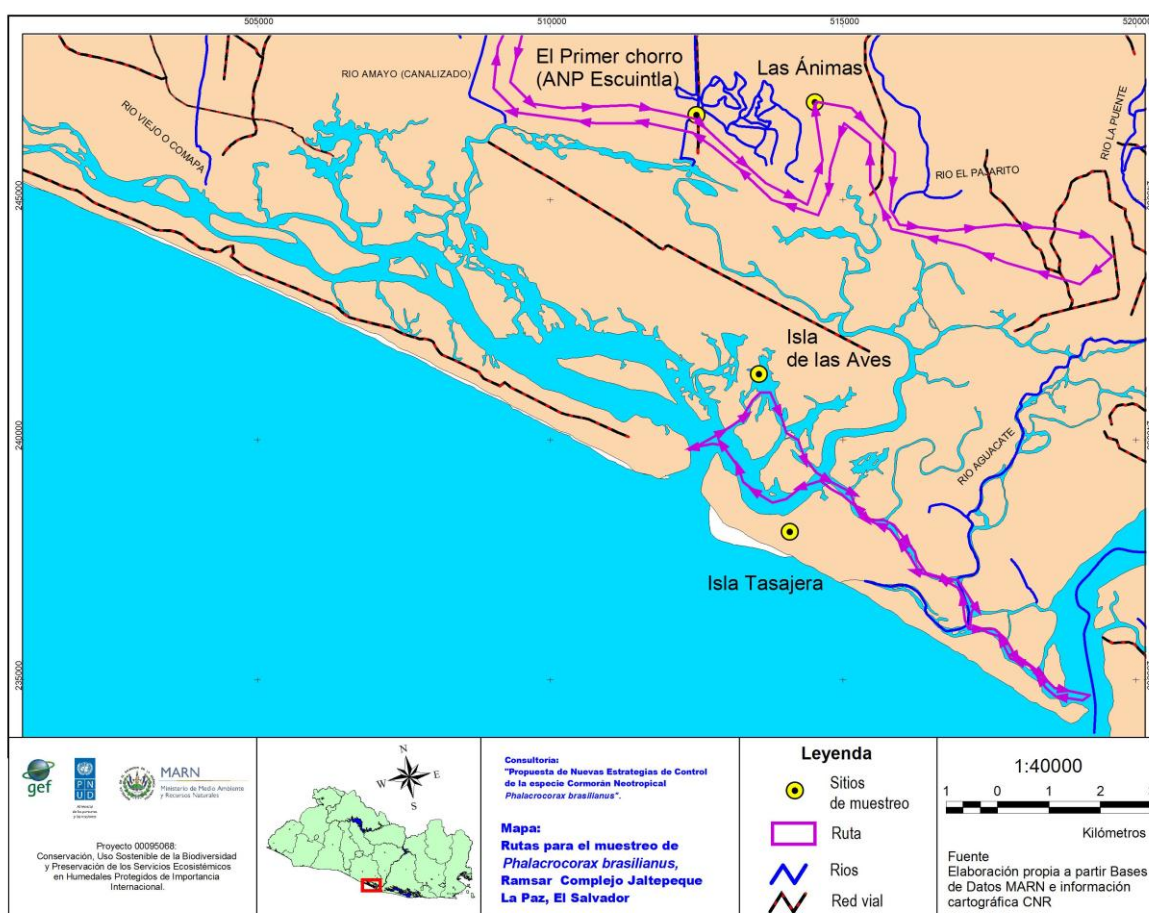 505000
510000
515000
520000
El Primer chorro
(ANP Escuintla)
Las Ánimas
RIO AMAYO (CANALIZADO)
RIO VIEJO O COMAPA
RIO LA PUENTE
RIO EL PAJARITO
245000
Isla
de las Aves
240000
RIO AGUACATE
Isla Tasajera
235000
gef
P N
U D
MARN
Ministerio de Medio Ambiente
y Recursos Naturales
Proyecto 00095068:
Conservación, Uso Sostenible de la Biodiversidad
y Preservación de los Servicios Ecosistémicos
en Humedales Protegidos de Importancia
Internacional.
N
W
E
S
Consultoria:
"Propuesta de Nuevas Estrategias de Control
de la especie Cormorán Neotropical
Phalacrocorax brasilianus".
Mapa:
Rutas para el muestreo de
Phalacrocorax brasilianus,
Ramsar Complejo Jaltepeque
La Paz, El Salvador
Leyenda
Sitios
de muestreo
Ruta
Rios
Red vial
1:40000
1 0 1 2 3
Kilómetros
Fuente
Elaboración propia a partir Bases
de Datos MARN e información
cartográfica CNR